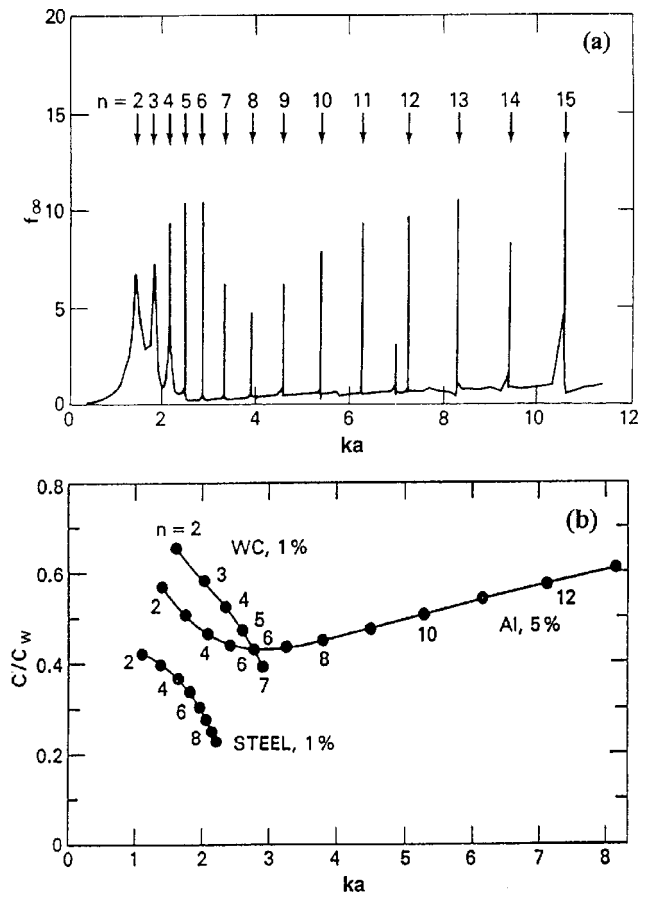 (a)
20
15
10
5
0
f∞
n = 2 3 4 5 6 7 8 9 10 11 12 13 14 15
0 2 4 6 8 10 12
ka
(b)
0.8
0.6
0.4
0.2
0
C/C_w
n = 2
WC, 1%
3
4
5
6
7
2
4
6
8
10
12
Al, 5%
2
4
6
8
STEEL, 1%
0 1 2 3 4 5 6 7 8
ka